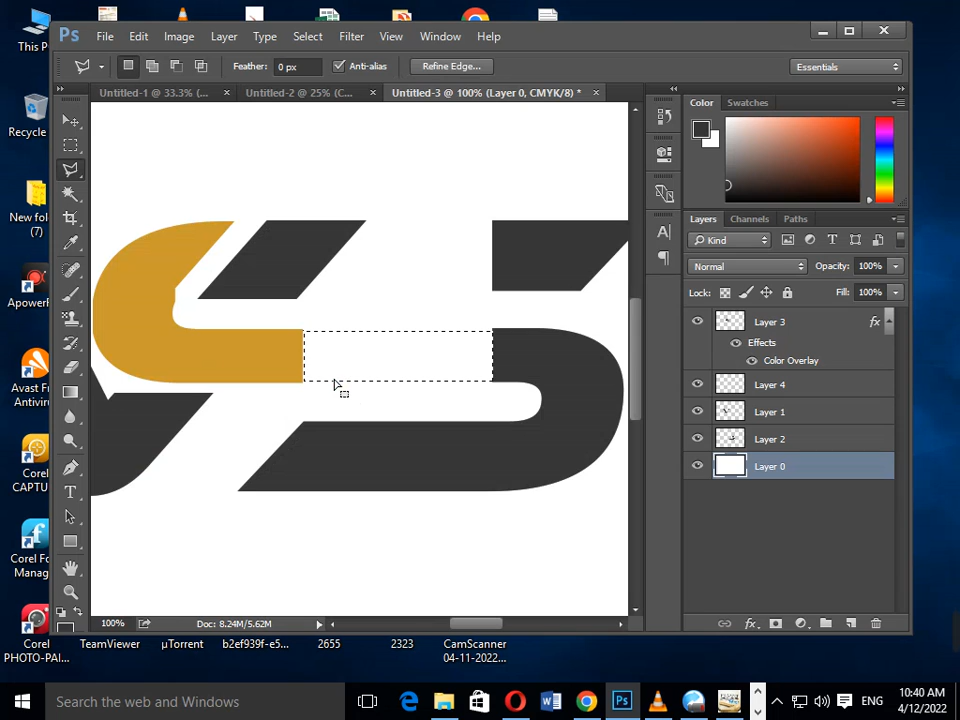 This P
Recycle
New fol
(7)
ApowerR
Avast Fr
Antiviru
Corel
CAPTUR
Corel Fo
Manag
Corel
PHOTO-PAI...
TeamViewer
µTorrent
b2ef939f-e5...
2655
2323
CamScanner
04-11-2022...
Ps
File
Edit
Image
Layer
Type
Select
Filter
View
Window
Help
Feather:
0 px
Anti-alias
Refine Edge...
Essentials
Untitled-1 @ 33.3% (...
Untitled-2 @ 25% (C...
Untitled-3 @ 100% (Layer 0, CMYK/8) *
Color
Swatches
Layers
Channels
Paths
Kind
Normal
Opacity:
100%
Lock:
Fill:
100%
Layer 3
fx
Effects
Color Overlay
Layer 4
Layer 1
Layer 2
Layer 0
100%
Doc: 8.24M/5.62M
Search the web and Windows
ENG
10:40 AM
4/12/2022